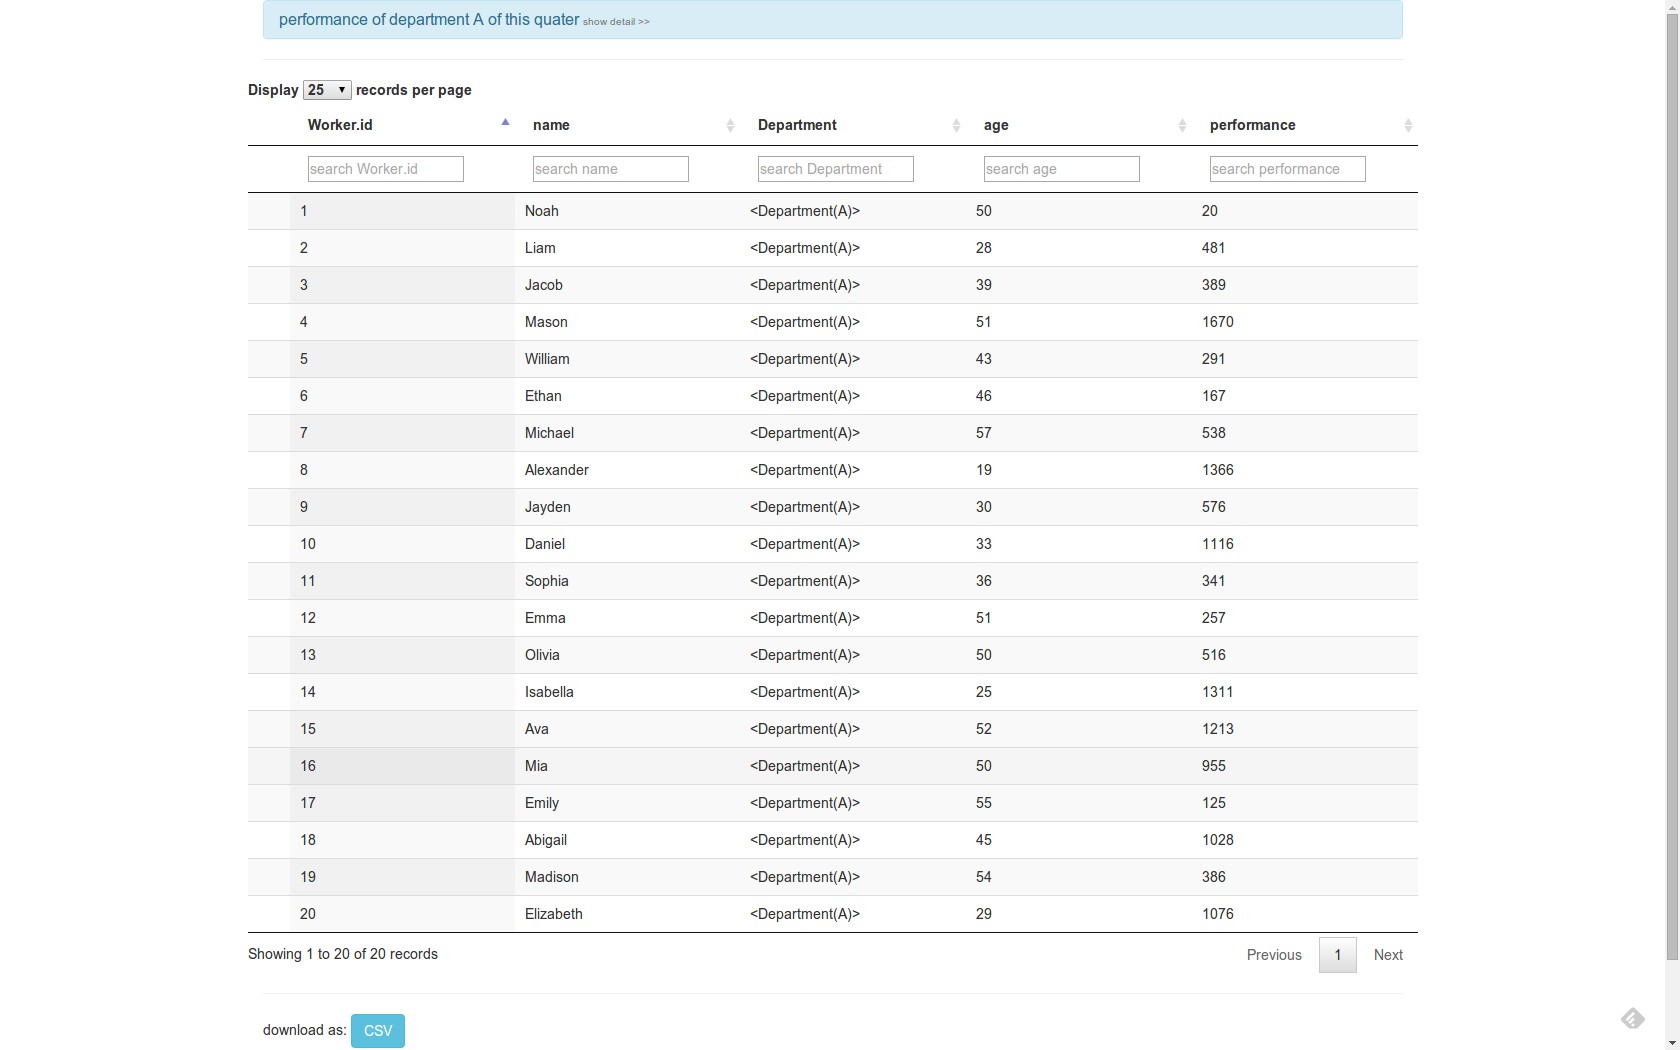 performance of department A of this quater show detail >>
Display 25 records per page
Worker.id name Department age performance
search Worker.id search name search Department search age search performance
1 Noah <Department(A)> 50 20
2 Liam <Department(A)> 28 481
3 Jacob <Department(A)> 39 389
4 Mason <Department(A)> 51 1670
5 William <Department(A)> 43 291
6 Ethan <Department(A)> 46 167
7 Michael <Department(A)> 57 538
8 Alexander <Department(A)> 19 1366
9 Jayden <Department(A)> 30 576
10 Daniel <Department(A)> 33 1116
11 Sophia <Department(A)> 36 341
12 Emma <Department(A)> 51 257
13 Olivia <Department(A)> 50 516
14 Isabella <Department(A)> 25 1311
15 Ava <Department(A)> 52 1213
16 Mia <Department(A)> 50 955
17 Emily <Department(A)> 55 125
18 Abigail <Department(A)> 45 1028
19 Madison <Department(A)> 54 386
20 Elizabeth <Department(A)> 29 1076
Showing 1 to 20 of 20 records Previous 1 Next
download as: CSV